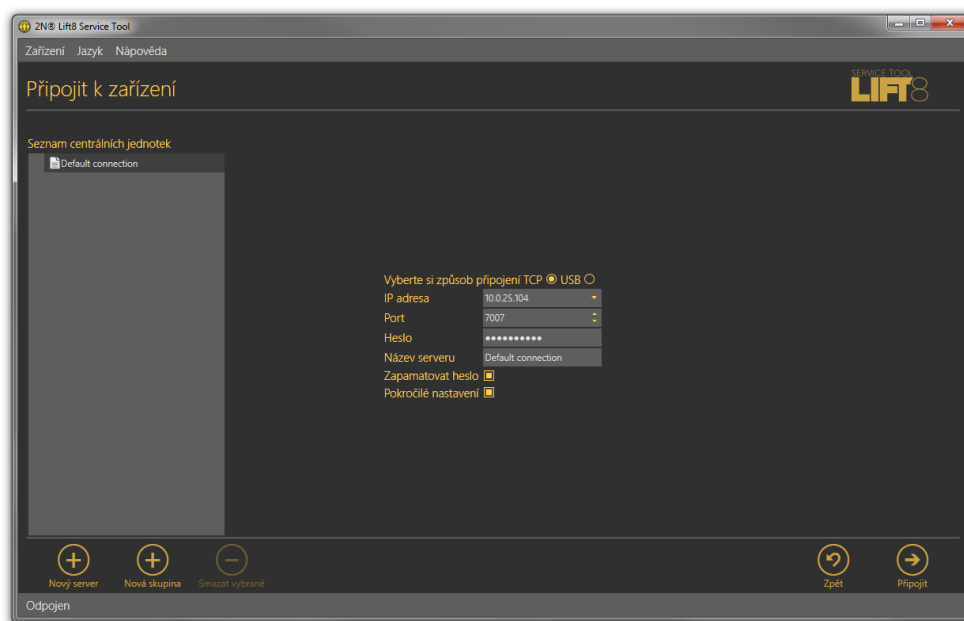 2N® Lift8 Service Tool
Zařízení Jazyk Nápověda
Připojit k zařízení
SERVICE TOOL
LIFT8
Seznam centrálních jednotek
Default connection
Vyberte si způsob připojení TCP USB
IP adresa 10.0.25.104
Port 7007
Heslo ●●●●●●●●●●
Název serveru Default connection
Zapamatovat heslo
Pokročilé nastavení
Nový server Nová skupina Smazat vybrané Zpět Připojit
Odpojen